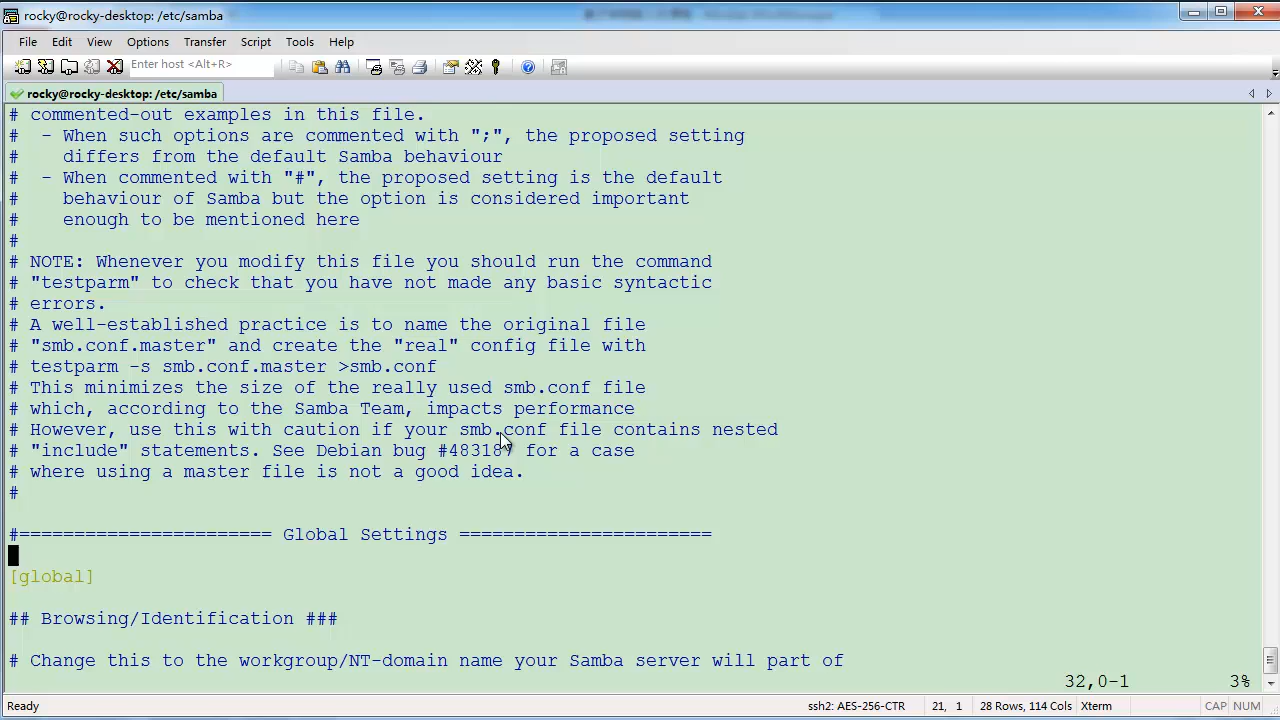 rocky@rocky-desktop: /etc/samba
File Edit View Options Transfer Script Tools Help
Enter host <Alt+R>
rocky@rocky-desktop: /etc/samba
# commented-out examples in this file.
#  - When such options are commented with ";", the proposed setting
#    differs from the default Samba behaviour
#  - When commented with "#", the proposed setting is the default
#    behaviour of Samba but the option is considered important
#    enough to be mentioned here
#
# NOTE: Whenever you modify this file you should run the command
# "testparm" to check that you have not made any basic syntactic
# errors.
# A well-established practice is to name the original file
# "smb.conf.master" and create the "real" config file with
# testparm -s smb.conf.master >smb.conf
# This minimizes the size of the really used smb.conf file
# which, according to the Samba Team, impacts performance
# However, use this with caution if your smb.conf file contains nested
# "include" statements. See Debian bug #483187 for a case
# where using a master file is not a good idea.
#
#======================= Global Settings =======================
[global]
## Browsing/Identification ###
# Change this to the workgroup/NT-domain name your Samba server will part of
32,0-1 3%
Ready ssh2: AES-256-CTR 21, 1 28 Rows, 114 Cols Xterm CAP NUM